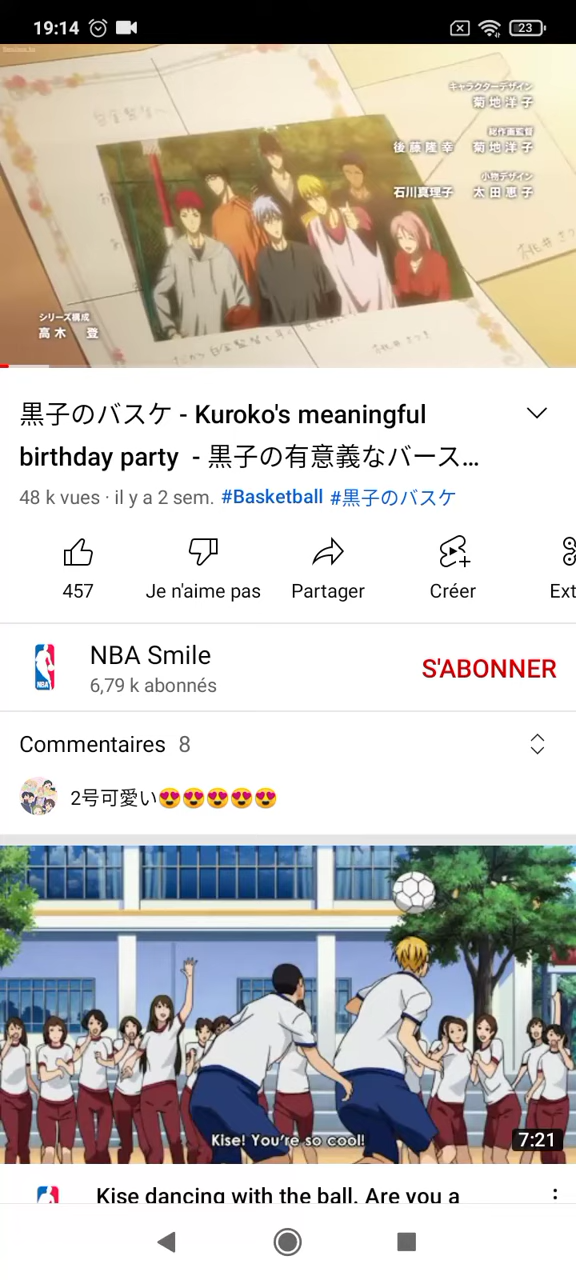 19:14
23
キャラクターデザイン
菊地洋子
総作画監督
後藤隆幸 菊地洋子
小物デザイン
石川真理子 太田恵子
シリーズ構成
高木 登
黒子のバスケ - Kuroko's meaningful
birthday party - 黒子の有意義なバース...
48 k vues · il y a 2 sem. #Basketball #黒子のバスケ
457
Je n'aime pas
Partager
Créer
Ext
NBA Smile
6,79 k abonnés
S'ABONNER
Commentaires 8
2号可愛い😍😍😍😍😍
Kise! You're so cool!
7:21
Kise dancing with the ball. Are you a